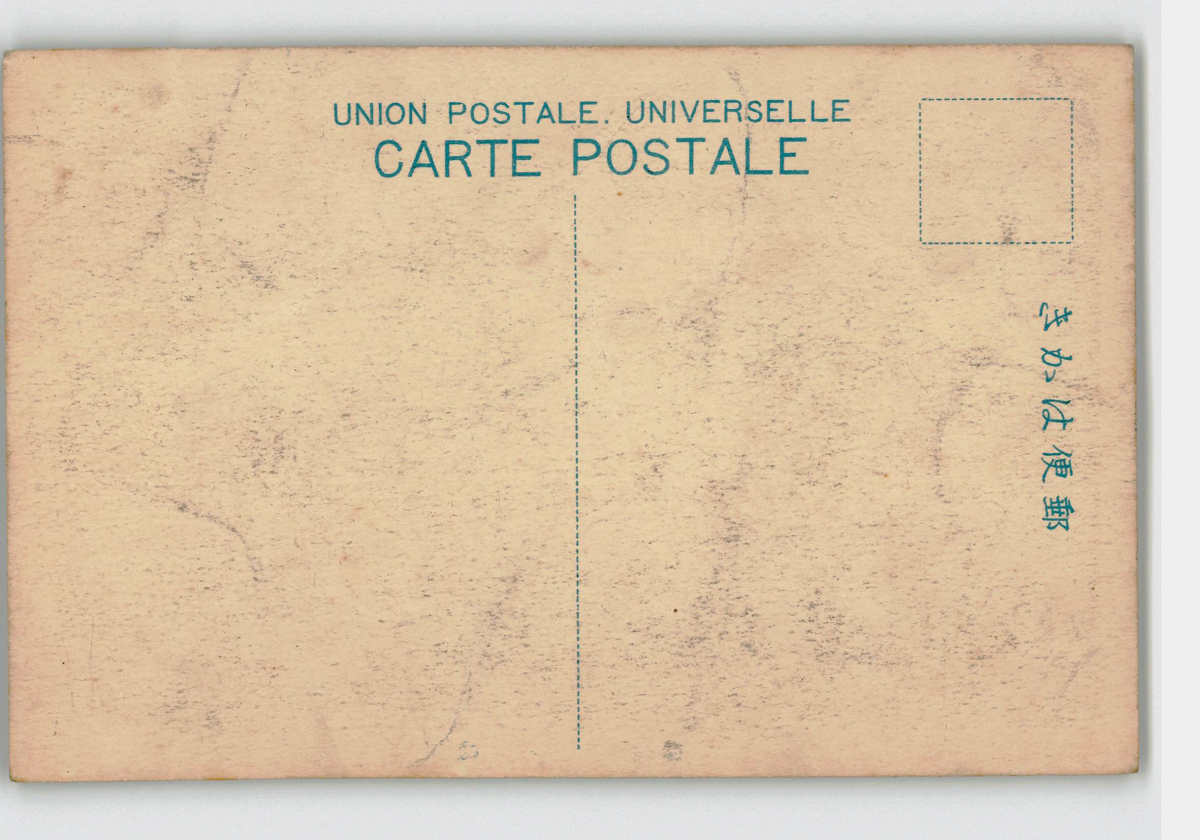 UNION POSTALE. UNIVERSELLE
CARTE POSTALE
きかは便郵